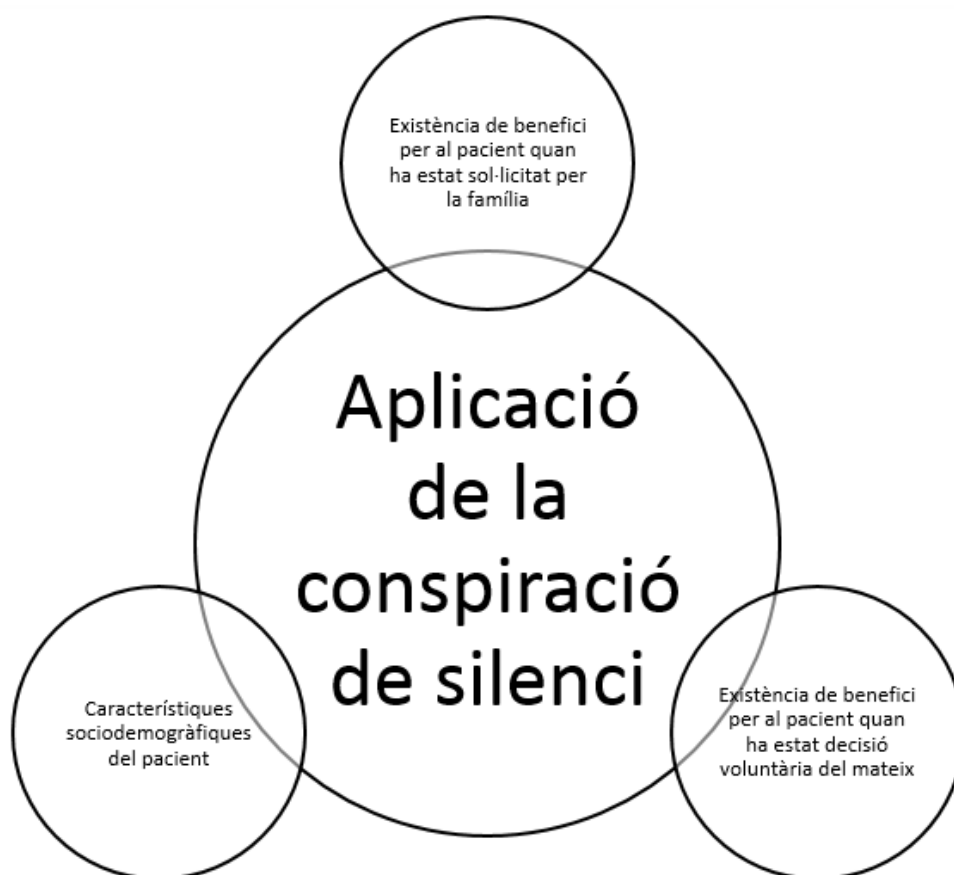 Existència de benefici
per al pacient quan
ha estat sol·licitat per
la família
Aplicació
de la
conspiració
de silenci
Característiques
sociodemogràfiques
del pacient
Existència de benefici
per al pacient quan
ha estat decisió
voluntària del mateix